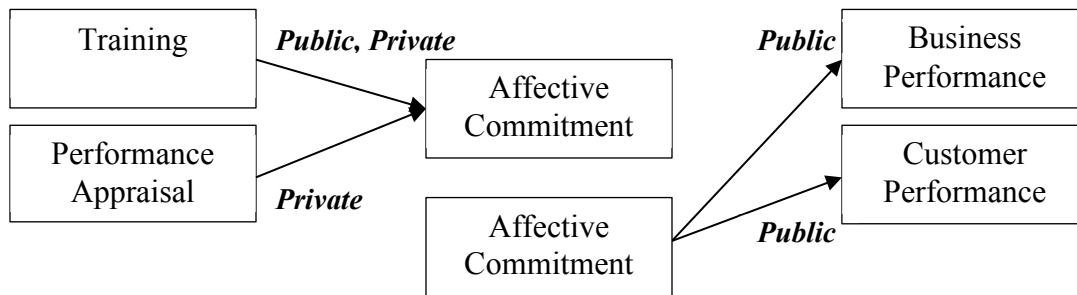 Training
Public, Private
Public
Business
Performance
Affective
Commitment
Performance
Appraisal
Private
Customer
Performance
Affective
Commitment
Public